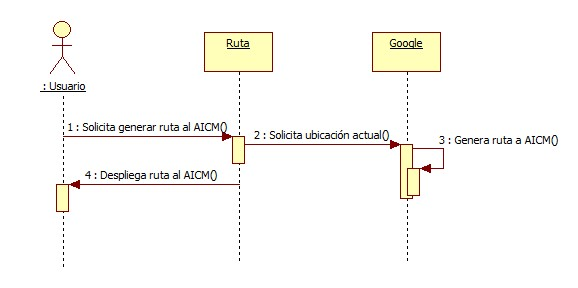 Ruta
Google
: Usuario
1 : Solicita generar ruta al AICM()
2 : Solicita ubicación actual()
3 : Genera ruta a AICM()
4 : Despliega ruta al AICM()